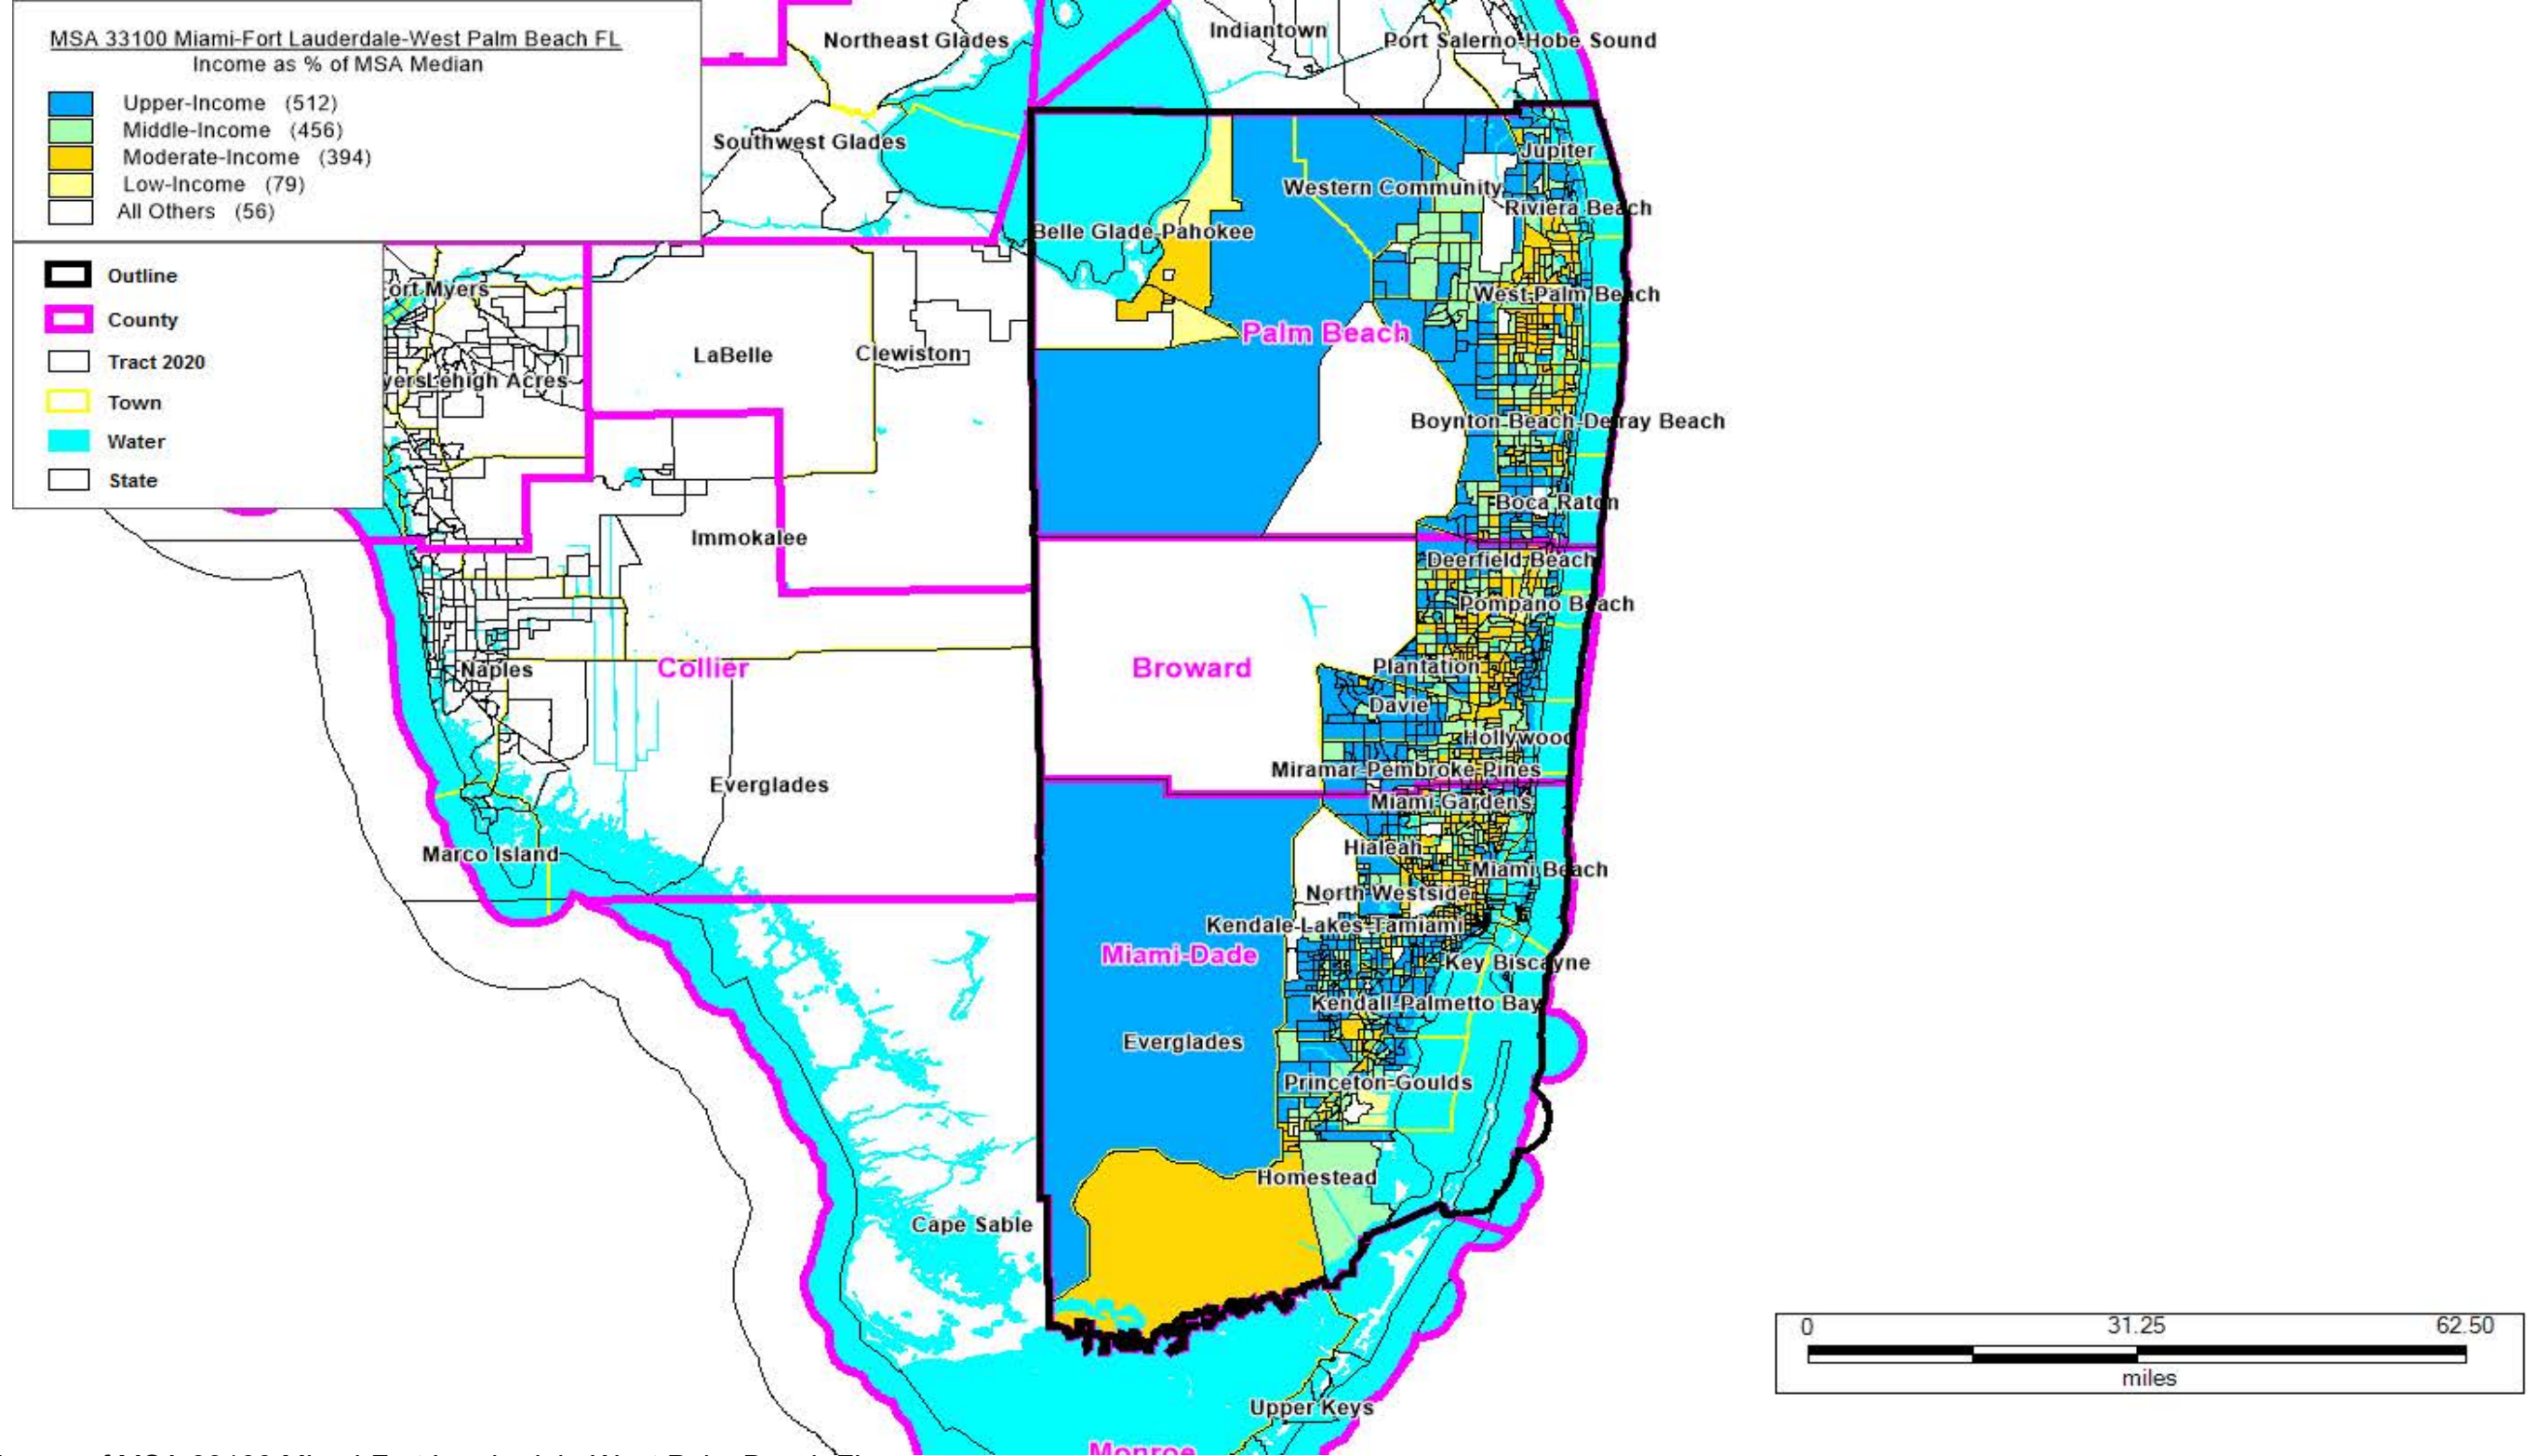 MSA 33100 Miami-Fort Lauderdale-West Palm Beach FL
Income as % of MSA Median
Upper-Income (512)
Middle-Income (456)
Moderate-Income (394)
Low-Income (79)
All Others (56)
Outline
County
Tract 2020
Town
Water
State
Northeast Glades
Indiantown
Port Salerno-Hobe Sound
Southwest Glades
Jupiter
Western Community
Riviera Beach
Belle Glade-Pahokee
ort Myers
West Palm Beach
Palm Beach
LaBelle
Clewiston
yers
Lehigh Acres
Boynton Beach-Delray Beach
Boca Raton
Immokalee
Deerfield Beach
Pompano Beach
Naples
Collier
Broward
Plantation
Davie
Hollywood
Everglades
Miramar-Pembroke Pines
Miami Gardens
Marco Island
Hialeah
Miami Beach
North Westside
Kendale Lakes-Tamiami
Miami-Dade
Key Biscayne
Kendall-Palmetto Bay
Everglades
Princeton-Goulds
Homestead
Cape Sable
0 31.25 62.50
miles
Upper Keys
Monroe